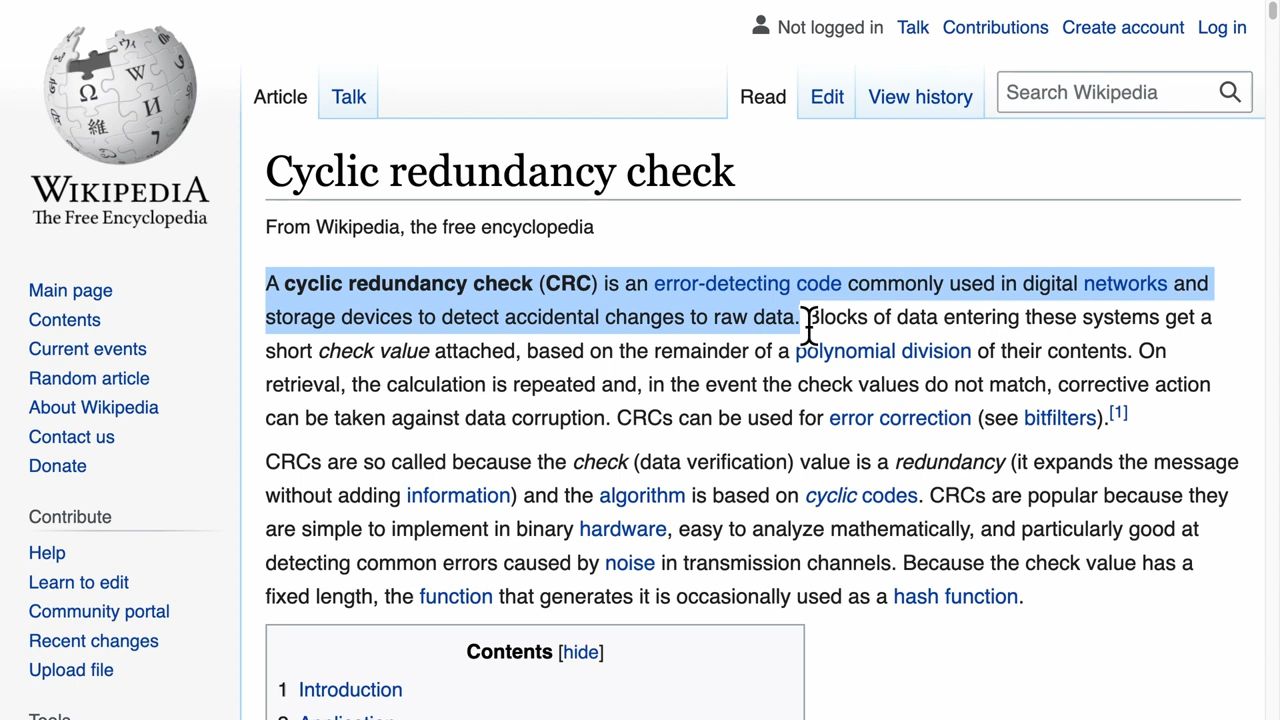 Not logged in Talk Contributions Create account Log in
Article Talk Read Edit View history Search Wikipedia
WIKIPEDIA
The Free Encyclopedia
Main page
Contents
Current events
Random article
About Wikipedia
Contact us
Donate
Contribute
Help
Learn to edit
Community portal
Recent changes
Upload file
Cyclic redundancy check
From Wikipedia, the free encyclopedia
A cyclic redundancy check (CRC) is an error-detecting code commonly used in digital networks and
storage devices to detect accidental changes to raw data. Blocks of data entering these systems get a
short check value attached, based on the remainder of a polynomial division of their contents. On
retrieval, the calculation is repeated and, in the event the check values do not match, corrective action
can be taken against data corruption. CRCs can be used for error correction (see bitfilters).[1]
CRCs are so called because the check (data verification) value is a redundancy (it expands the message
without adding information) and the algorithm is based on cyclic codes. CRCs are popular because they
are simple to implement in binary hardware, easy to analyze mathematically, and particularly good at
detecting common errors caused by noise in transmission channels. Because the check value has a
fixed length, the function that generates it is occasionally used as a hash function.
Contents [hide]
1 Introduction